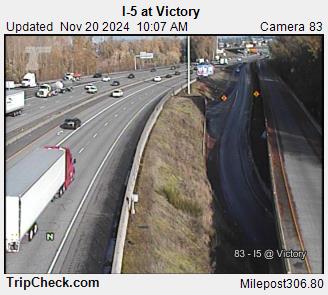 I-5 at Victory
Updated Nov 20 2024 10:07 AM
Camera 83
T
N
83 - I5 @ Victory
TripCheck.com
Milepost306.80